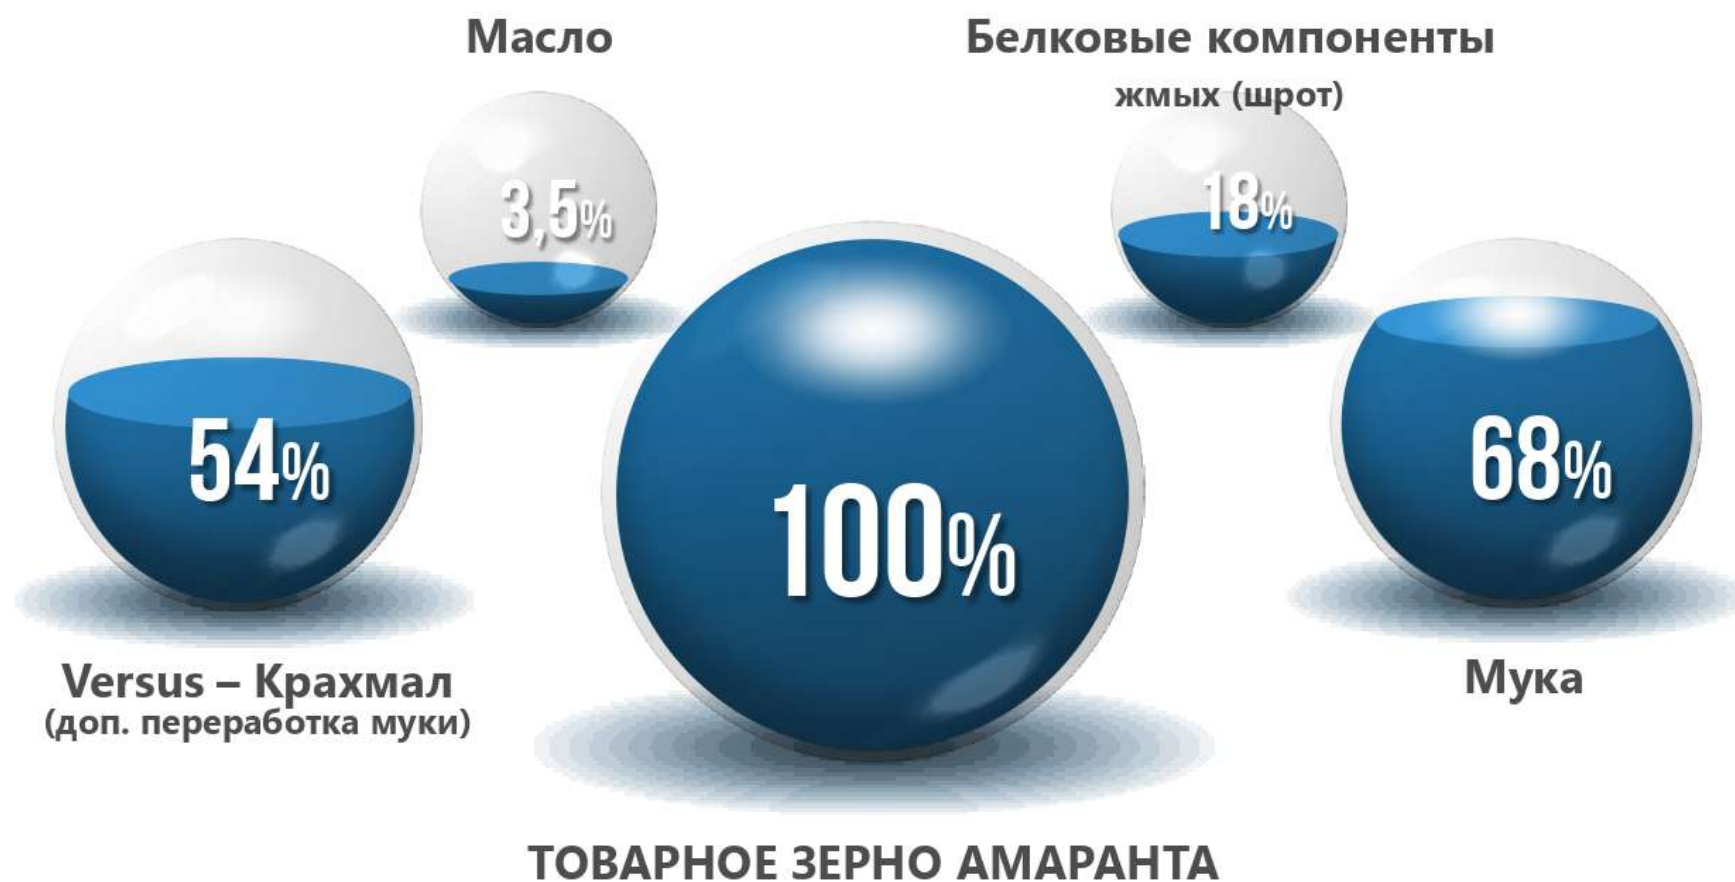 Масло
3,5%
Белковые компоненты
жмых (шрот)
18%
54%
Versus – Крахмал
(доп. переработка муки)
100%
68%
Мука
ТОВАРНОЕ ЗЕРНО АМАРАНТА